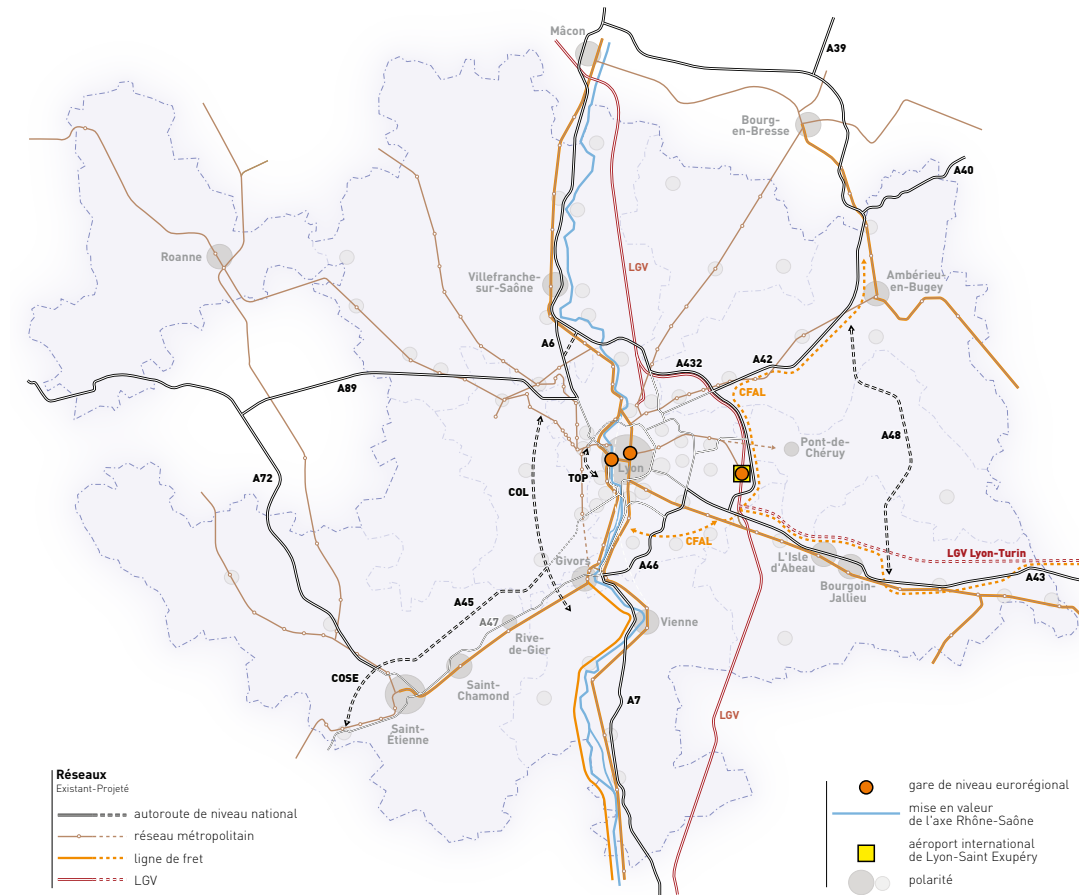 Mâcon
A39
Bourg-
en-Bresse
A40
Roanne
LGV
Villefranche-
sur-Saône
Ambérieu-
en-Bugey
A6
A432
A42
A89
CFAL
A48
Pont-de-
Chéruy
Lyon
A72
TOP
COL
CFAL
LGV Lyon-Turin
L'Isle
d'Abeau
Givors
A46
A43
Bourgoin-
Jallieu
A45
A47
Vienne
Rive-
de-Gier
COSE
Saint-
Chamond
A7
LGV
Saint-
Étienne
Réseaux
Existant-Projeté
autoroute de niveau national
réseau métropolitain
ligne de fret
LGV
gare de niveau eurorégional
mise en valeur
de l'axe Rhône-Saône
aéroport international
de Lyon-Saint Exupéry
polarité